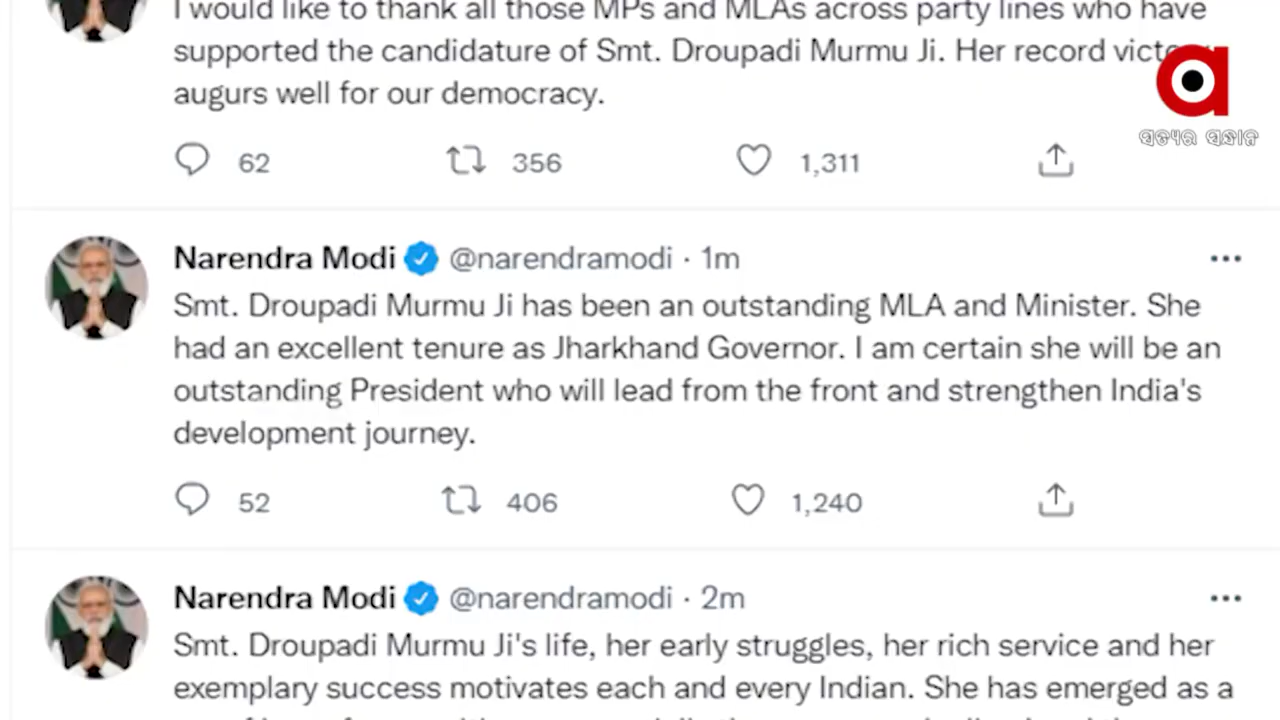 I would like to thank all those MPs and MLAs across party lines who have
supported the candidature of Smt. Droupadi Murmu Ji. Her record
augurs well for our democracy.
ସତ୍ୟର ସନ୍ଧାନ
62 356 1,311
Narendra Modi @narendramodi · 1m
Smt. Droupadi Murmu Ji has been an outstanding MLA and Minister. She
had an excellent tenure as Jharkhand Governor. I am certain she will be an
outstanding President who will lead from the front and strengthen India's
development journey.
52 406 1,240
Narendra Modi @narendramodi · 2m
Smt. Droupadi Murmu Ji's life, her early struggles, her rich service and her
exemplary success motivates each and every Indian. She has emerged as a